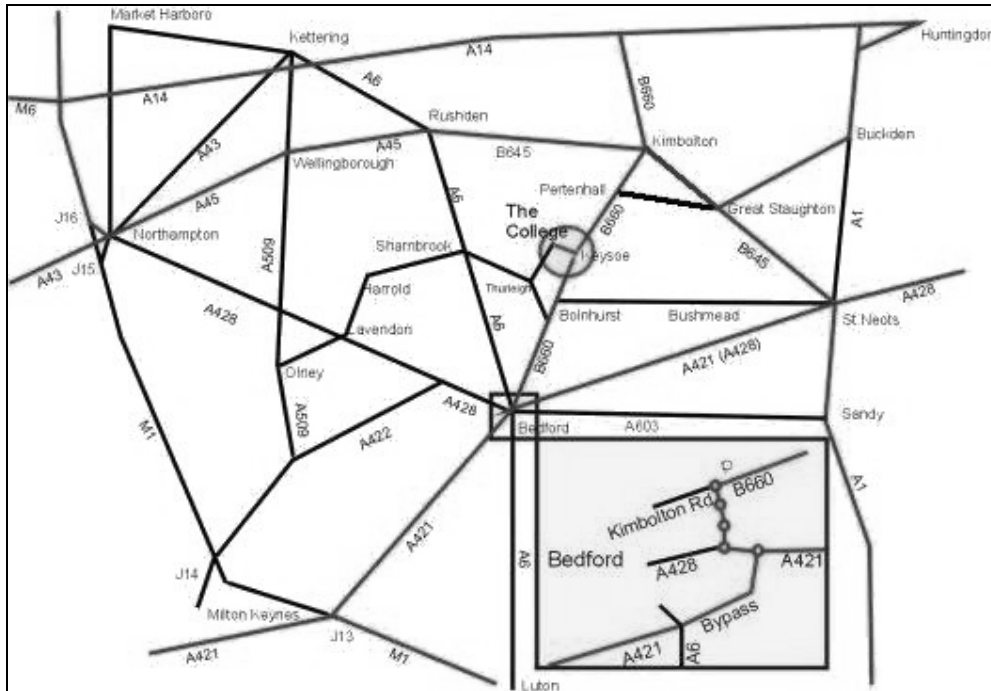 Market Harboro
Kettering
Huntingdon
A14
A6
M6
A14
B660
Rushden
Kimbolton
Buckden
A43
A45
B645
Wellingborough
Pertenhall
A45
B660
Great Staughton
The
College
J16
Northampton
A6
A1
Sharnbrook
Keysoe
B645
A509
J15
A43
Harrold
Thurleigh
A428
A428
Bolnhurst
Bushmead
St Neots
Lavendon
A6
B660
A421 (A428)
Olney
A428
Sandy
A509
M1
A422
Bedford
A603
A1
Kimbolton Rd
B660
A421
Bedford
A6
A428
A421
J14
Milton Keynes
Bypass
J13
A421
A421
M1
A6
Luton